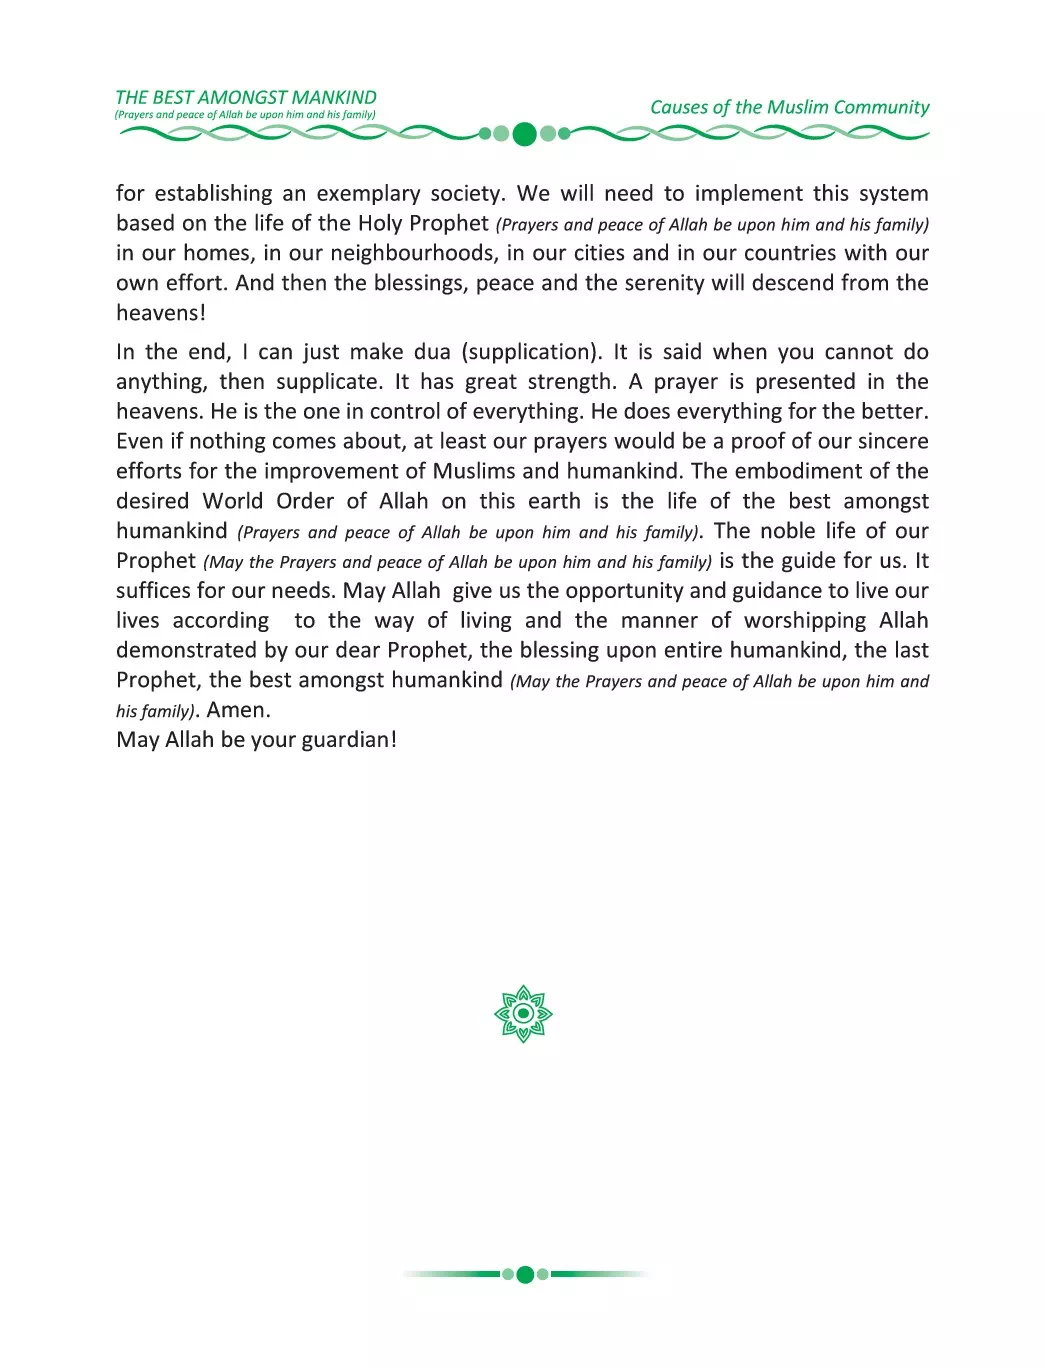 THE BEST AMONGST MANKIND
(Prayers and peace of Allah be upon him and his family)
Causes of the Muslim Community
for establishing an exemplary society. We will need to implement this system
based on the life of the Holy Prophet (Prayers and peace of Allah be upon him and his family)
in our homes, in our neighbourhoods, in our cities and in our countries with our
own effort. And then the blessings, peace and the serenity will descend from the
heavens!
In the end, I can just make dua (supplication). It is said when you cannot do
anything, then supplicate. It has great strength. A prayer is presented in the
heavens. He is the one in control of everything. He does everything for the better.
Even if nothing comes about, at least our prayers would be a proof of our sincere
efforts for the improvement of Muslims and humankind. The embodiment of the
desired World Order of Allah on this earth is the life of the best amongst
humankind (Prayers and peace of Allah be upon him and his family). The noble life of our
Prophet (May the Prayers and peace of Allah be upon him and his family) is the guide for us. It
suffices for our needs. May Allah  give us the opportunity and guidance to live our
lives according  to the way of living and the manner of worshipping Allah
demonstrated by our dear Prophet, the blessing upon entire humankind, the last
Prophet, the best amongst humankind (May the Prayers and peace of Allah be upon him and
his family). Amen.
May Allah be your guardian!